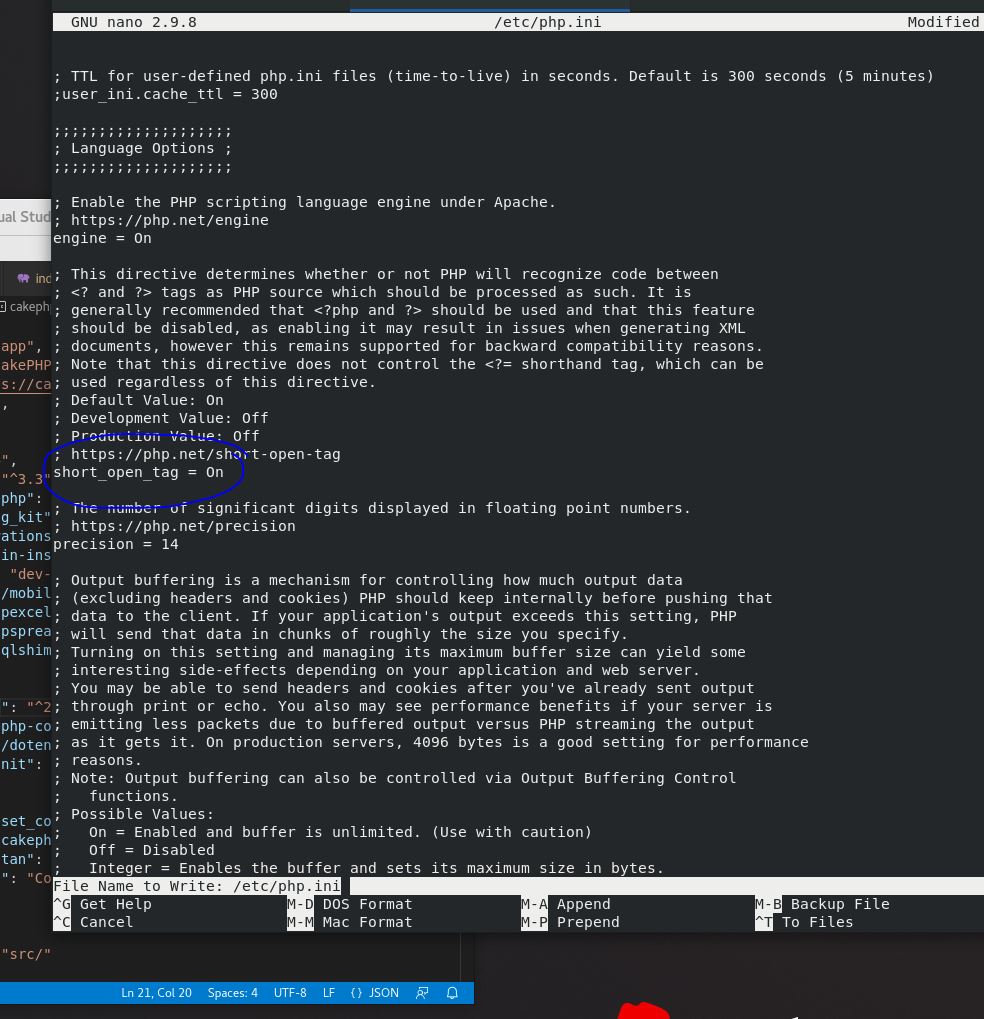 GNU nano 2.9.8 /etc/php.ini Modified
; TTL for user-defined php.ini files (time-to-live) in seconds. Default is 300 seconds (5 minutes)
;user_ini.cache_ttl = 300
;;;;;;;;;;;;;;;;;;;;
; Language Options ;
;;;;;;;;;;;;;;;;;;;;
; Enable the PHP scripting language engine under Apache.
; https://php.net/engine
engine = On
; This directive determines whether or not PHP will recognize code between
; <? and ?> tags as PHP source which should be processed as such. It is
; generally recommended that <?php and ?> should be used and that this feature
; should be disabled, as enabling it may result in issues when generating XML
; documents, however this remains supported for backward compatibility reasons.
; Note that this directive does not control the <?= shorthand tag, which can be
; used regardless of this directive.
; Default Value: On
; Development Value: Off
; Production Value: Off
; https://php.net/short-open-tag
short_open_tag = On
; The number of significant digits displayed in floating point numbers.
; https://php.net/precision
precision = 14
; Output buffering is a mechanism for controlling how much output data
; (excluding headers and cookies) PHP should keep internally before pushing that
; data to the client. If your application's output exceeds this setting, PHP
; will send that data in chunks of roughly the size you specify.
; Turning on this setting and managing its maximum buffer size can yield some
; interesting side-effects depending on your application and web server.
; You may be able to send headers and cookies after you've already sent output
; through print or echo. You also may see performance benefits if your server is
; emitting less packets due to buffered output versus PHP streaming the output
; as it gets it. On production servers, 4096 bytes is a good setting for performance
; reasons.
; Note: Output buffering can also be controlled via Output Buffering Control
;   functions.
; Possible Values:
;   On = Enabled and buffer is unlimited. (Use with caution)
;   Off = Disabled
;   Integer = Enables the buffer and sets its maximum size in bytes.
File Name to Write: /etc/php.ini
^G Get Help M-D DOS Format M-A Append M-B Backup File
^C Cancel M-M Mac Format M-P Prepend ^T To Files
ual Stud
ind
cakeph
app",
akePHP
s://ca
,
",
"^3.3"
php":
g_kit"
rations
in-ins
"dev-
/mobil
pexcel
psprea
qlshim
": "^2
php-co
/doten
nit":
set_co
cakeph
tan":
": "Co
"src/"
Ln 21, Col 20 Spaces: 4 UTF-8 LF {} JSON